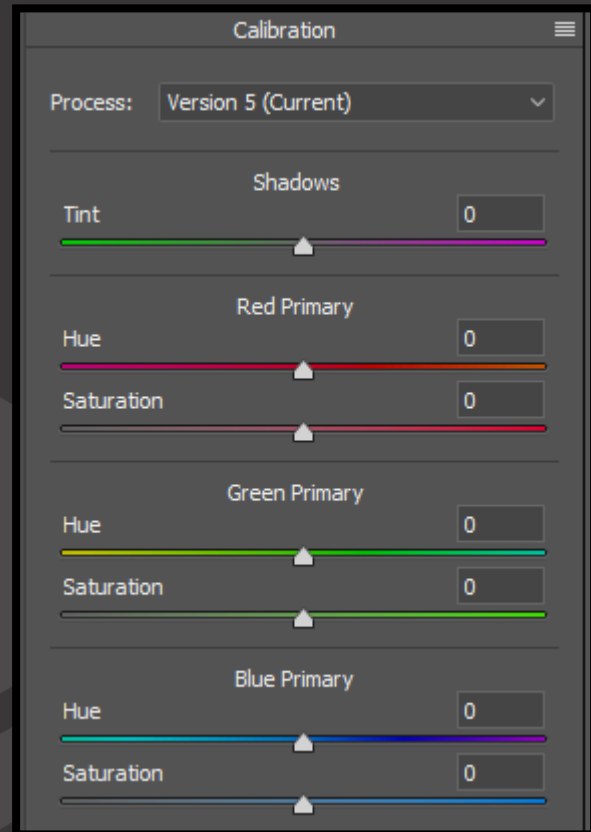 Calibration
Process: Version 5 (Current)
Shadows
Tint 0
Red Primary
Hue 0
Saturation 0
Green Primary
Hue 0
Saturation 0
Blue Primary
Hue 0
Saturation 0